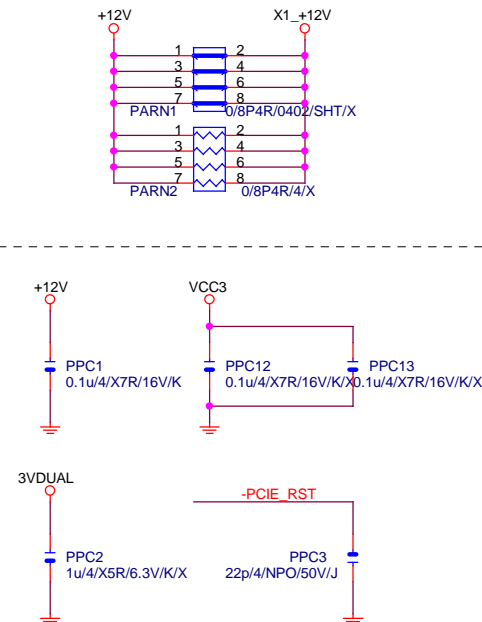 +12V X1_+12V
1 2
3 4
5 6
7 8
PARN1 0/8P4R/0402/SHT/X
1 2
3 4
5 6
7 8
PARN2 0/8P4R/4/X
+12V VCC3
PPC1 PPC12 PPC13
0.1u/4/X7R/16V/K 0.1u/4/X7R/16V/K/X 0.1u/4/X7R/16V/K/X
3VDUAL
-PCIE_RST
PPC2 PPC3
1u/4/X5R/6.3V/K/X 22p/4/NPO/50V/J